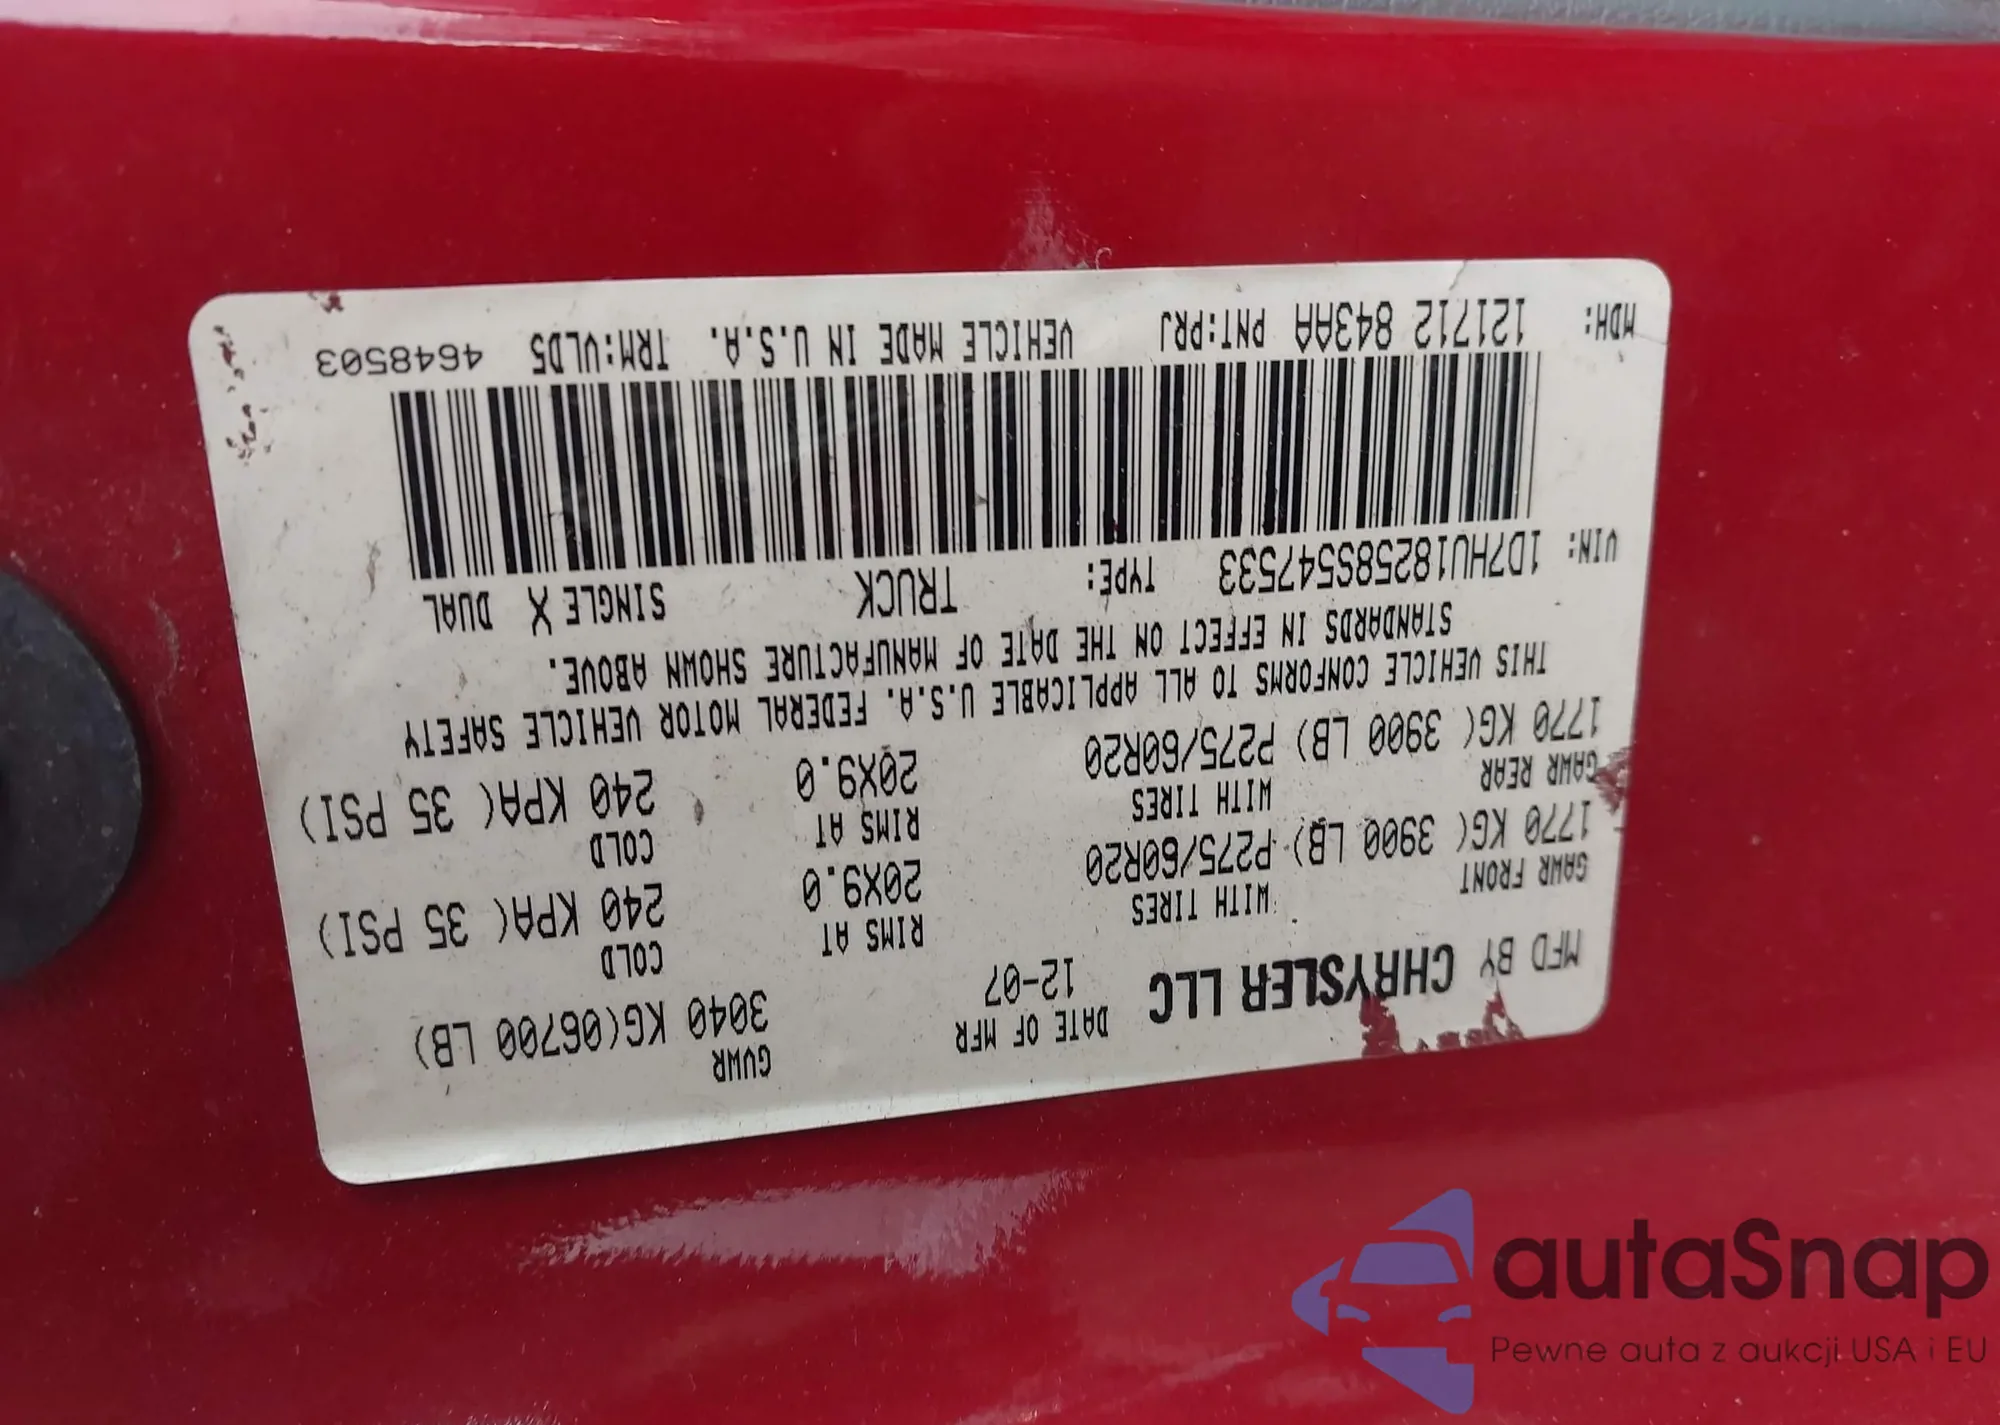 MFD BY CHRYSLER LLC DATE OF MFR 12-07 GVWR 3040 KG(06700 LB)
GAWR FRONT WITH TIRES RIMS AT COLD
1770 KG( 3900 LB) P275/60R20 20X9.0 240 KPA( 35 PSI)
GAWR REAR WITH TIRES RIMS AT COLD
1770 KG( 3900 LB) P275/60R20 20X9.0 240 KPA( 35 PSI)
THIS VEHICLE CONFORMS TO ALL APPLICABLE U.S.A. FEDERAL MOTOR VEHICLE SAFETY
STANDARDS IN EFFECT ON THE DATE OF MANUFACTURE SHOWN ABOVE.
VIN: 1D7HU18258S547533 TYPE: TRUCK SINGLE X DUAL
MDH: 121712 843AA PNT:PRJ VEHICLE MADE IN U.S.A. TRM:VLD5 4648503
autaSnap
Pewne auta z aukcji USA i EU